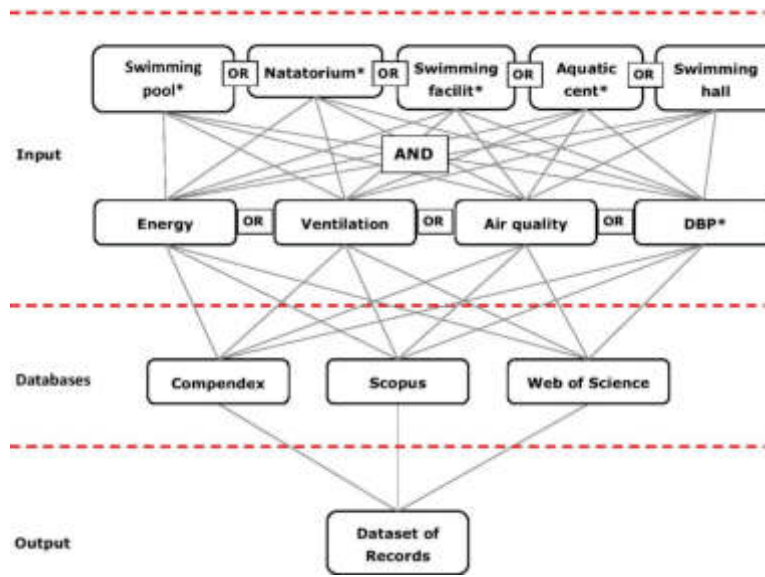 Swimming pool*
OR
Natatorium*
OR
Swimming facilit*
OR
Aquatic cent*
OR
Swimming hall
Input
AND
Energy
OR
Ventilation
OR
Air quality
OR
DBP*
Databases
Compendex
Scopus
Web of Science
Output
Dataset of Records